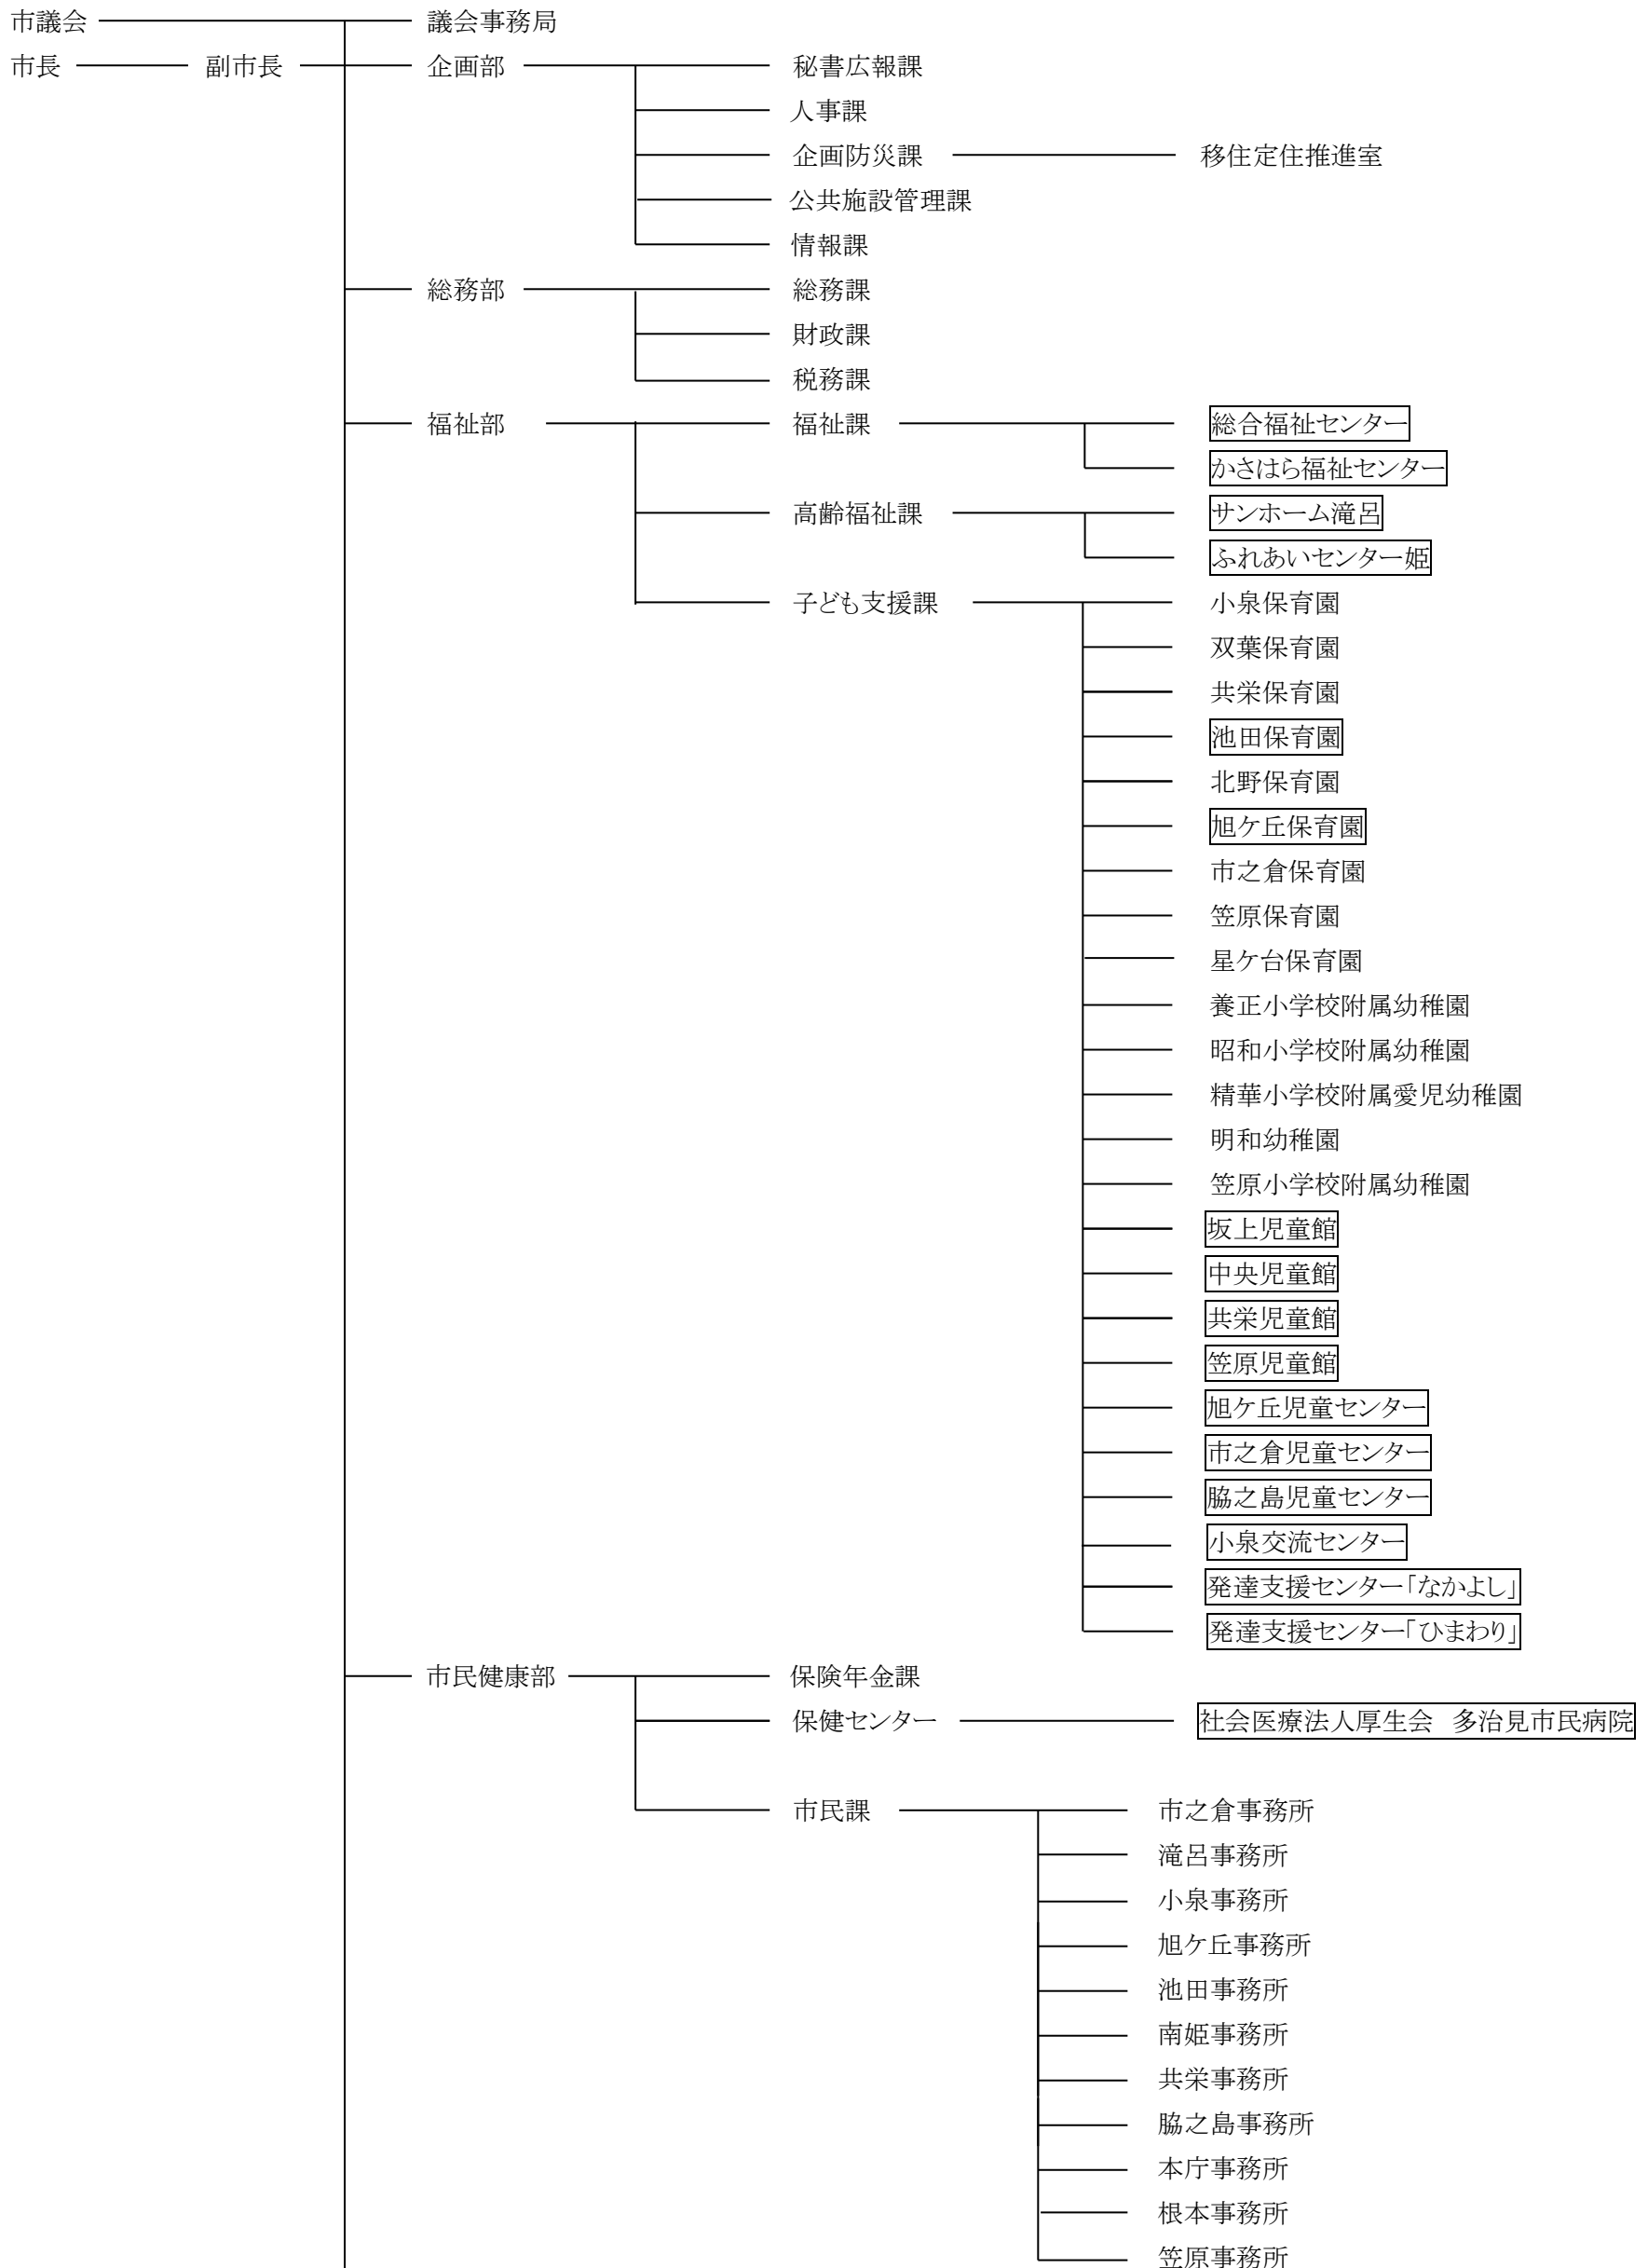 市議会 議会事務局
市長 副市長 企画部 秘書広報課
人事課
企画防災課 移住定住推進室
公共施設管理課
情報課
総務部 総務課
財政課
税務課
福祉部 福祉課 総合福祉センター
かさはら福祉センター
高齢福祉課 サンホーム滝呂
ふれあいセンター姫
子ども支援課 小泉保育園
双葉保育園
共栄保育園
池田保育園
北野保育園
旭ケ丘保育園
市之倉保育園
笠原保育園
星ケ台保育園
養正小学校附属幼稚園
昭和小学校附属幼稚園
精華小学校附属愛児幼稚園
明和幼稚園
笠原小学校附属幼稚園
坂上児童館
中央児童館
共栄児童館
笠原児童館
旭ケ丘児童センター
市之倉児童センター
脇之島児童センター
小泉交流センター
発達支援センター「なかよし」
発達支援センター「ひまわり」
市民健康部 保険年金課
保健センター 社会医療法人厚生会 多治見市民病院
市民課 市之倉事務所
滝呂事務所
小泉事務所
旭ケ丘事務所
池田事務所
南姫事務所
共栄事務所
脇之島事務所
本庁事務所
根本事務所
笠原事務所